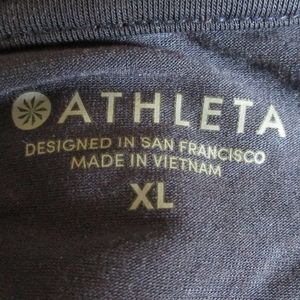 ATHLETA
DESIGNED IN SAN FRANCISCO
MADE IN VIETNAM
XL